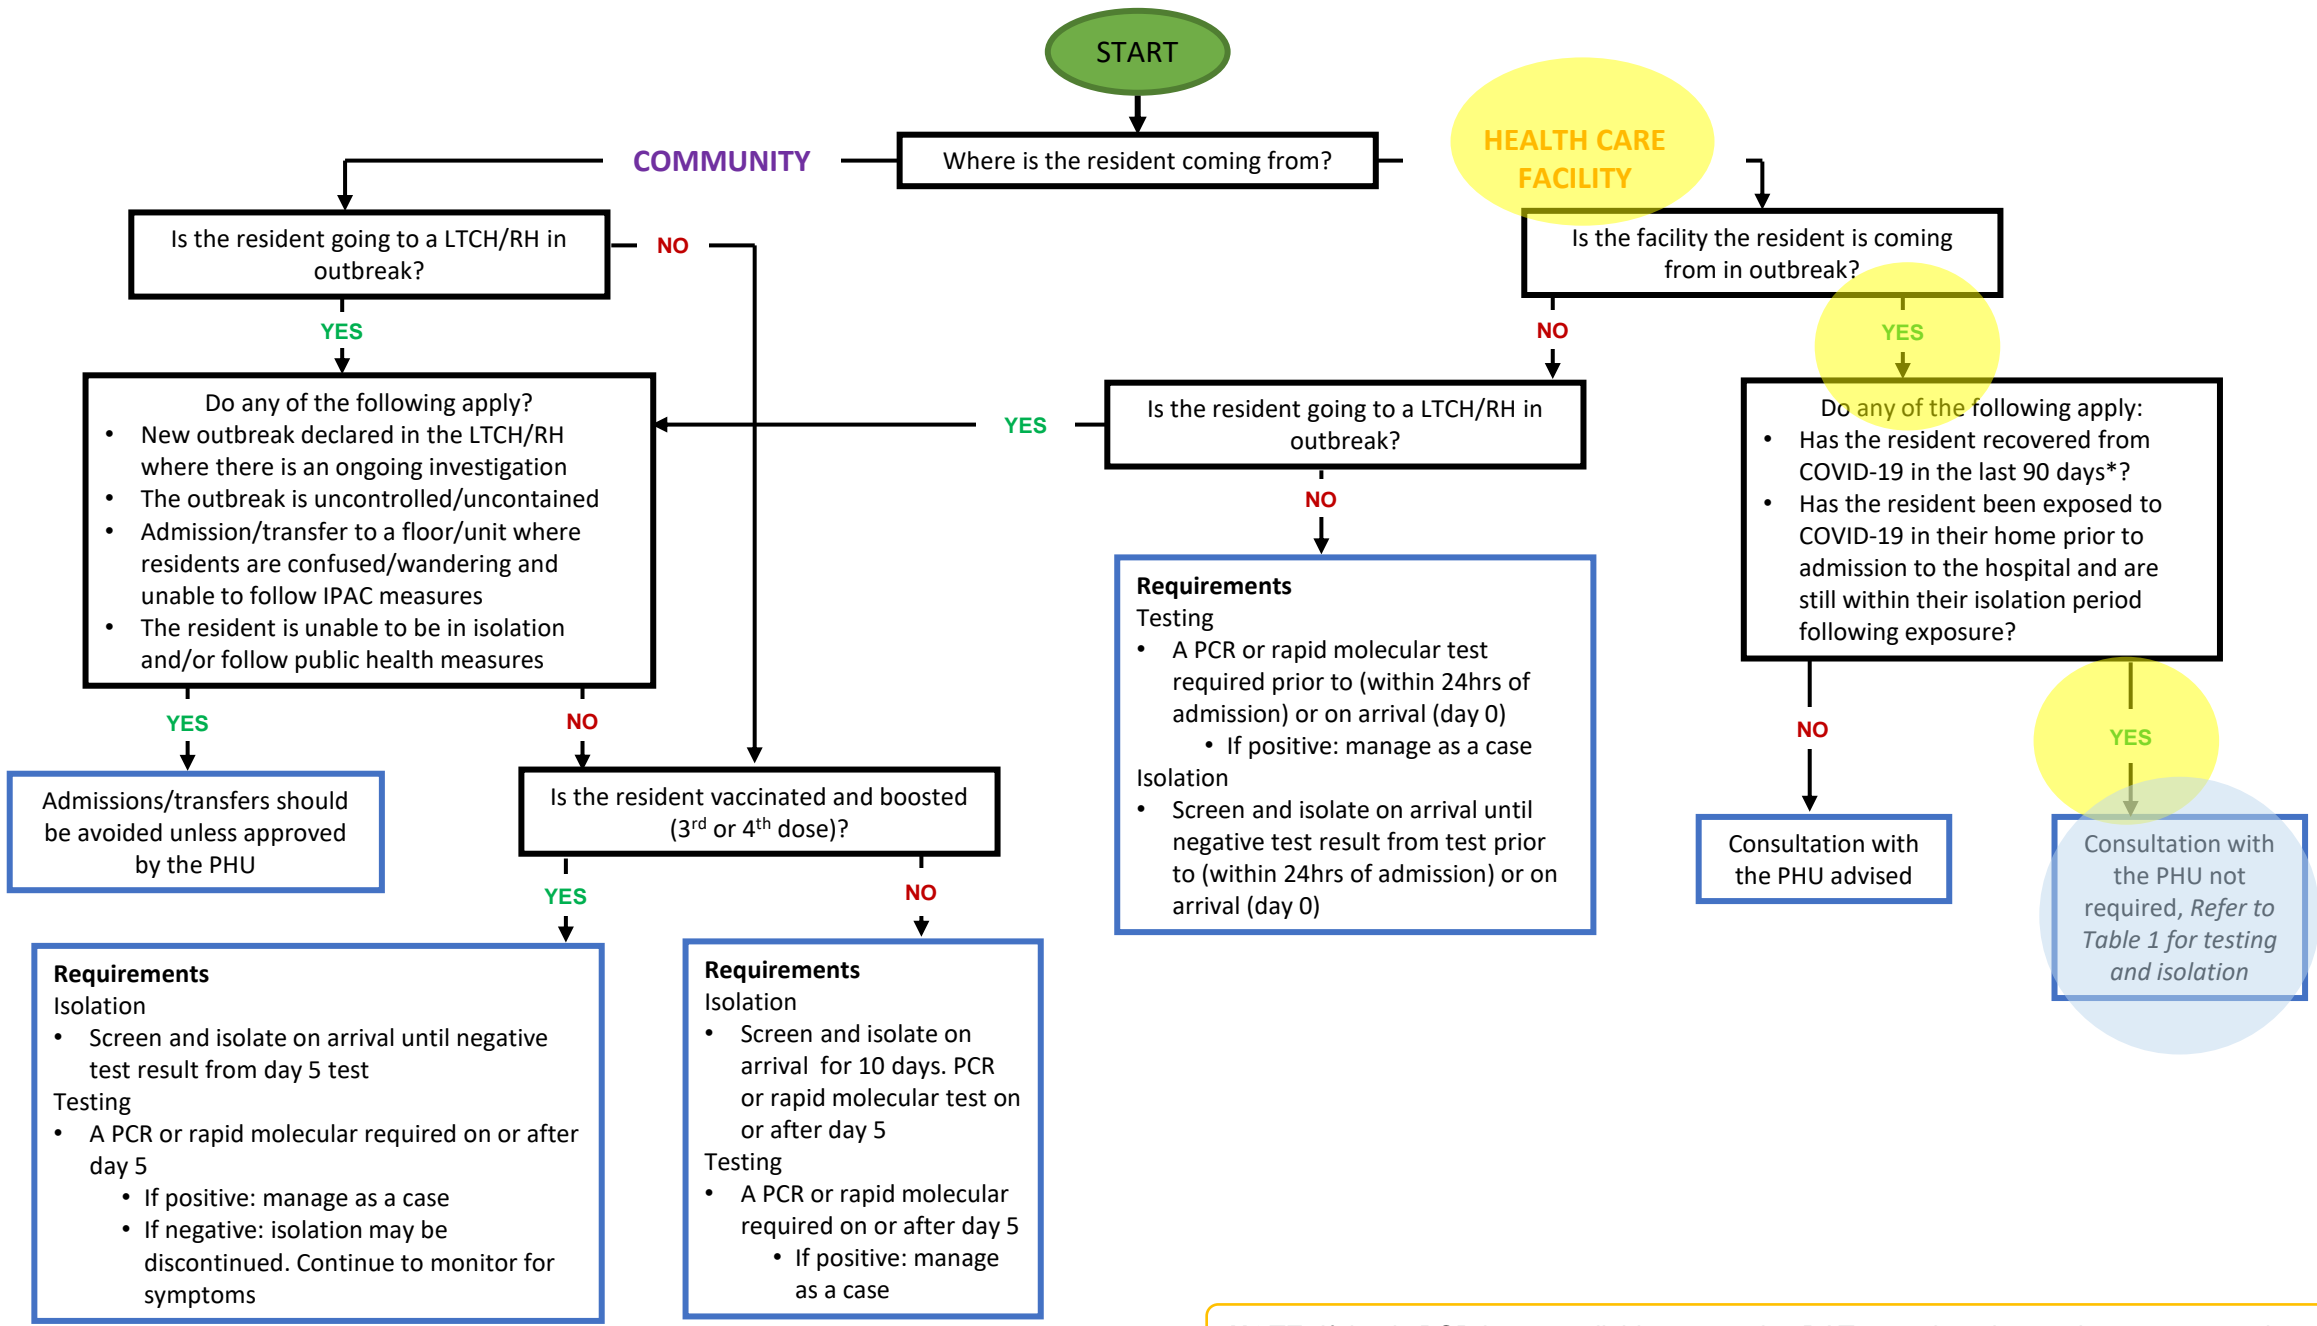 START
Where is the resident coming from?
COMMUNITY
HEALTH CARE
FACILITY
Is the resident going to a LTCH/RH in
outbreak?
NO
YES
Is the facility the resident is coming
from in outbreak?
NO
YES
Do any of the following apply?
• New outbreak declared in the LTCH/RH
where there is an ongoing investigation
• The outbreak is uncontrolled/uncontained
• Admission/transfer to a floor/unit where
residents are confused/wandering and
unable to follow IPAC measures
• The resident is unable to be in isolation
and/or follow public health measures
YES
Is the resident going to a LTCH/RH in
outbreak?
NO
Do any of the following apply:
• Has the resident recovered from
COVID-19 in the last 90 days*?
• Has the resident been exposed to
COVID-19 in their home prior to
admission to the hospital and are
still within their isolation period
following exposure?
YES
NO
NO
YES
Admissions/transfers should
be avoided unless approved
by the PHU
Is the resident vaccinated and boosted
(3rd or 4th dose)?
YES
NO
Requirements
Testing
• A PCR or rapid molecular test
required prior to (within 24hrs of
admission) or on arrival (day 0)
• If positive: manage as a case
Isolation
• Screen and isolate on arrival until
negative test result from test prior
to (within 24hrs of admission) or on
arrival (day 0)
Consultation with
the PHU advised
Consultation with
the PHU not
required, Refer to
Table 1 for testing
and isolation
Requirements
Isolation
• Screen and isolate on arrival until negative
test result from day 5 test
Testing
• A PCR or rapid molecular required on or after
day 5
• If positive: manage as a case
• If negative: isolation may be
discontinued. Continue to monitor for
symptoms
Requirements
Isolation
• Screen and isolate on
arrival for 10 days. PCR
or rapid molecular test on
or after day 5
Testing
• A PCR or rapid molecular
required on or after day 5
• If positive: manage
as a case